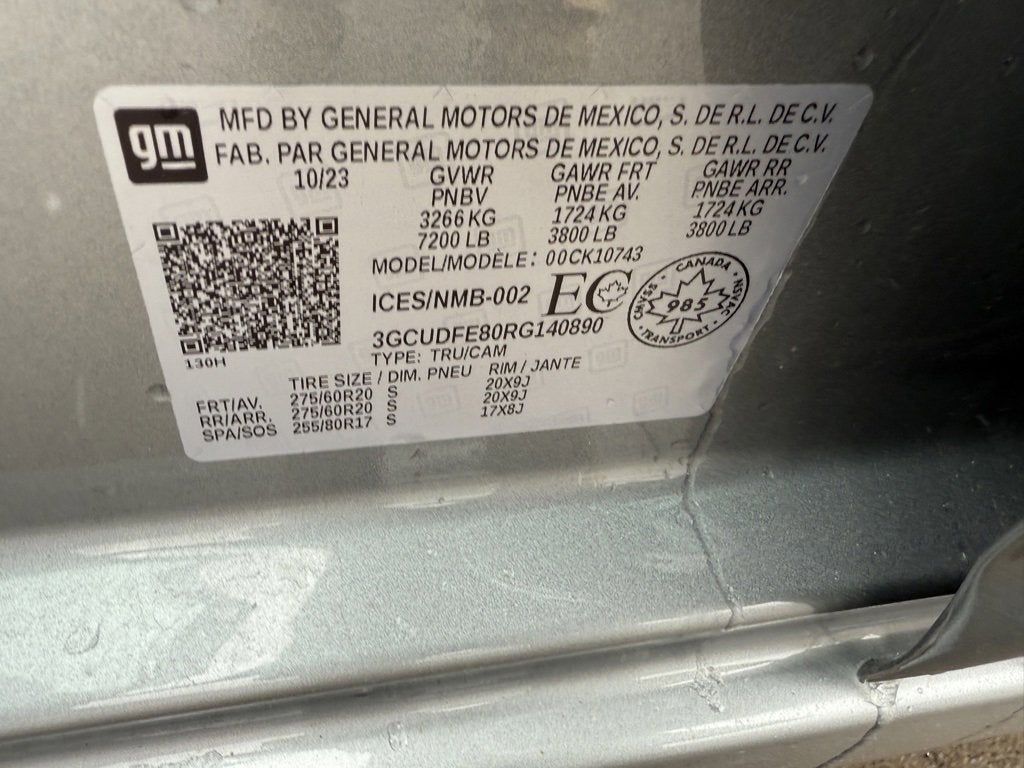 gm
MFD BY GENERAL MOTORS DE MEXICO, S. DE R.L. DE C.V.
FAB. PAR GENERAL MOTORS DE MEXICO, S. DE R.L. DE C.V.
10/23 GVWR GAWR FRT GAWR RR
PNBV PNBE AV. PNBE ARR.
3266 KG 1724 KG 1724 KG
7200 LB 3800 LB 3800 LB
MODEL/MODÈLE: 00CK10743
ICES/NMB-002 EC
CANADA
CMVSS 985 NSVAC
TRANSPORT
3GCUDFE80RG140890
130H
TYPE: TRU/CAM
TIRE SIZE / DIM. PNEU RIM / JANTE
FRT/AV. 275/60R20 S 20X9J
RR/ARR. 275/60R20 S 20X9J
SPA/SOS 255/80R17 S 17X8J